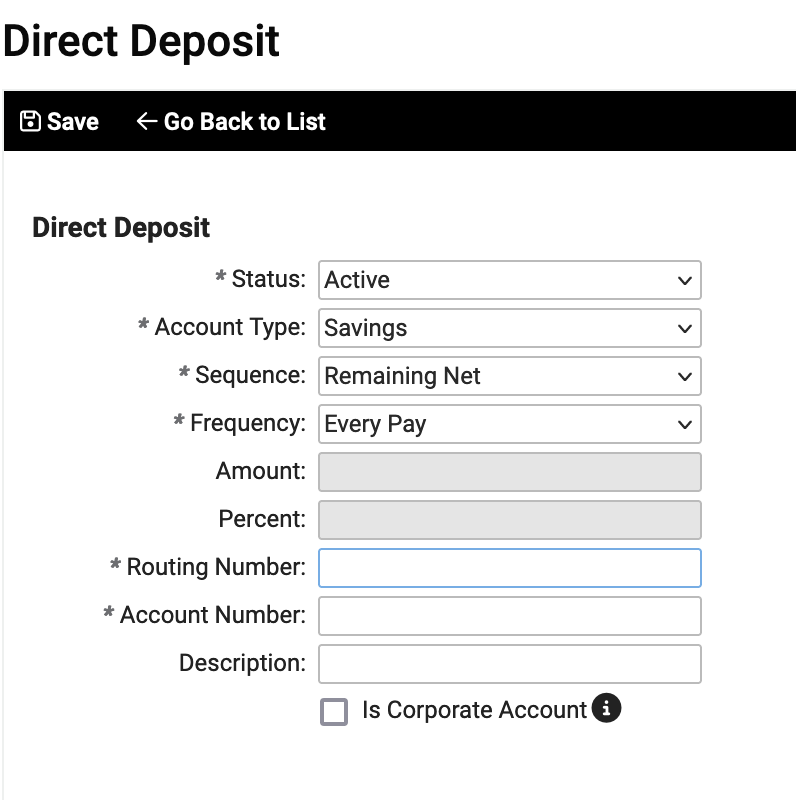 Direct Deposit
Save Go Back to List
Direct Deposit
* Status: Active
* Account Type: Savings
* Sequence: Remaining Net
* Frequency: Every Pay
Amount:
Percent:
* Routing Number:
* Account Number:
Description:
Is Corporate Account